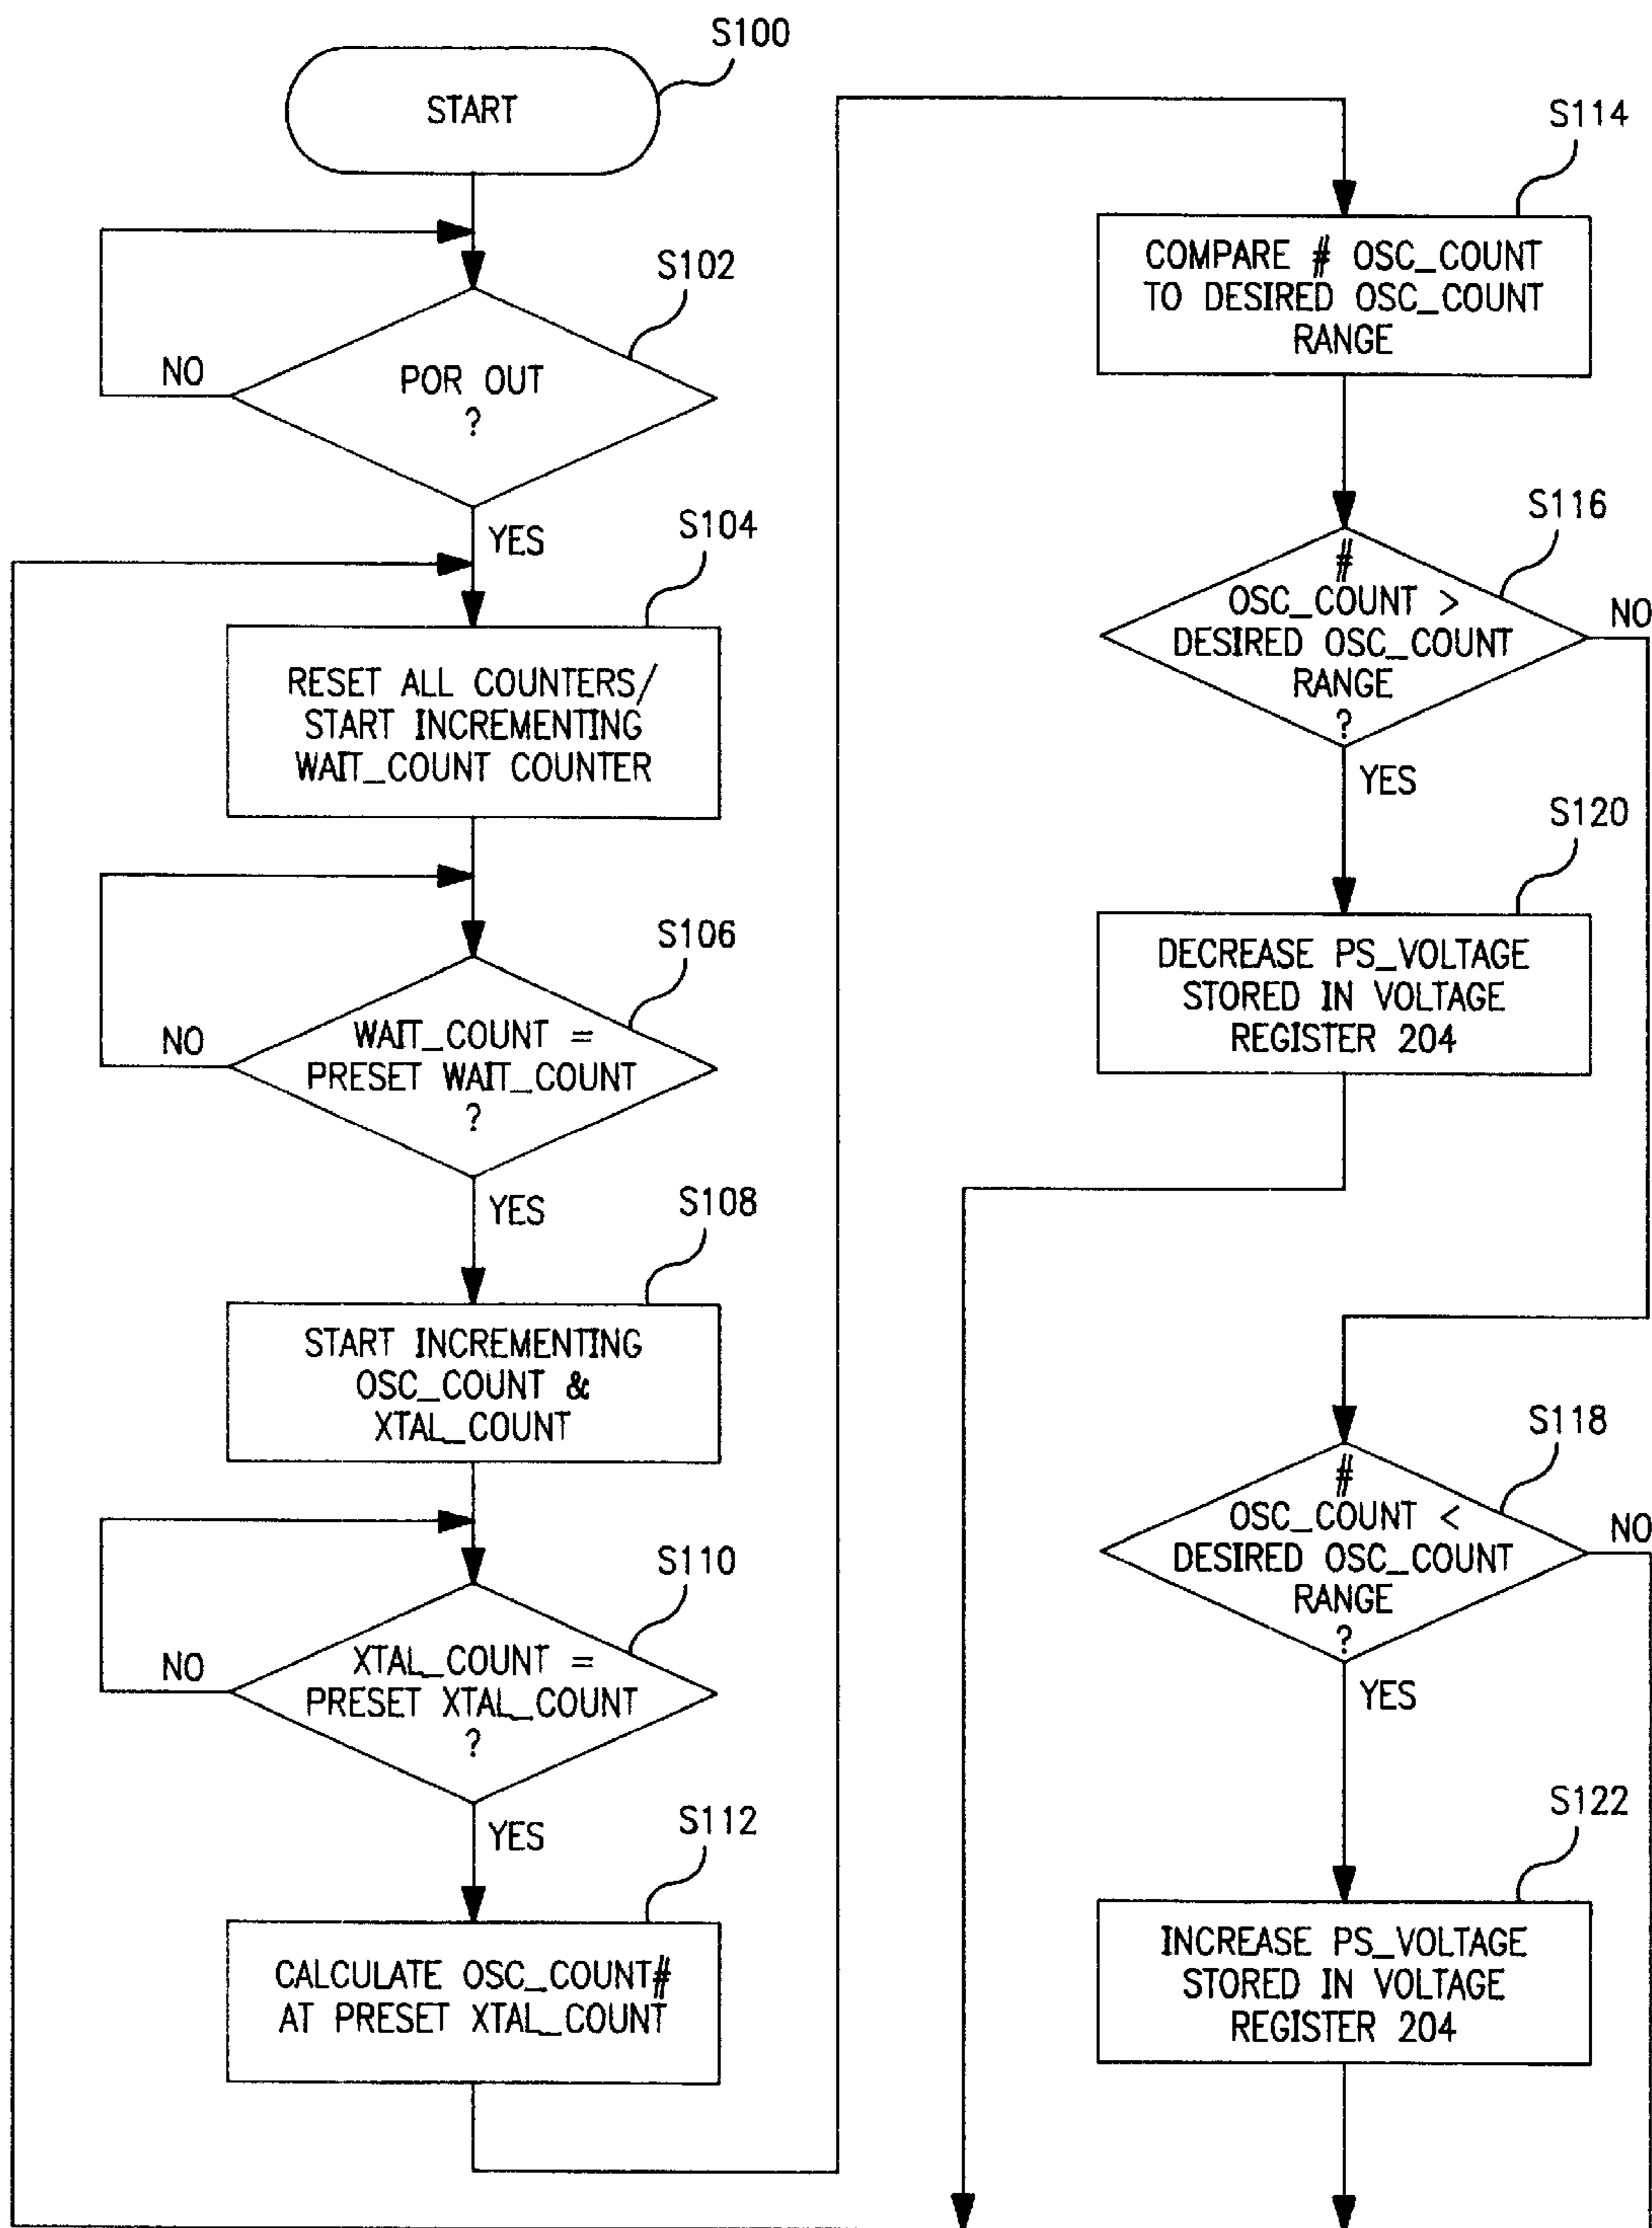 S100
START
S102
POR OUT
?
NO
YES
S104
RESET ALL COUNTERS/
START INCREMENTING
WAIT_COUNT COUNTER
S106
WAIT_COUNT =
PRESET WAIT_COUNT
?
NO
YES
S108
START INCREMENTING
OSC_COUNT &
XTAL_COUNT
S110
XTAL_COUNT =
PRESET XTAL_COUNT
?
NO
YES
S112
CALCULATE OSC_COUNT#
AT PRESET XTAL_COUNT
S114
COMPARE # OSC_COUNT
TO DESIRED OSC_COUNT
RANGE
S116
#
OSC_COUNT >
DESIRED OSC_COUNT
RANGE
?
NO
YES
S120
DECREASE PS_VOLTAGE
STORED IN VOLTAGE
REGISTER 204
S118
#
OSC_COUNT <
DESIRED OSC_COUNT
RANGE
?
NO
YES
S122
INCREASE PS_VOLTAGE
STORED IN VOLTAGE
REGISTER 204